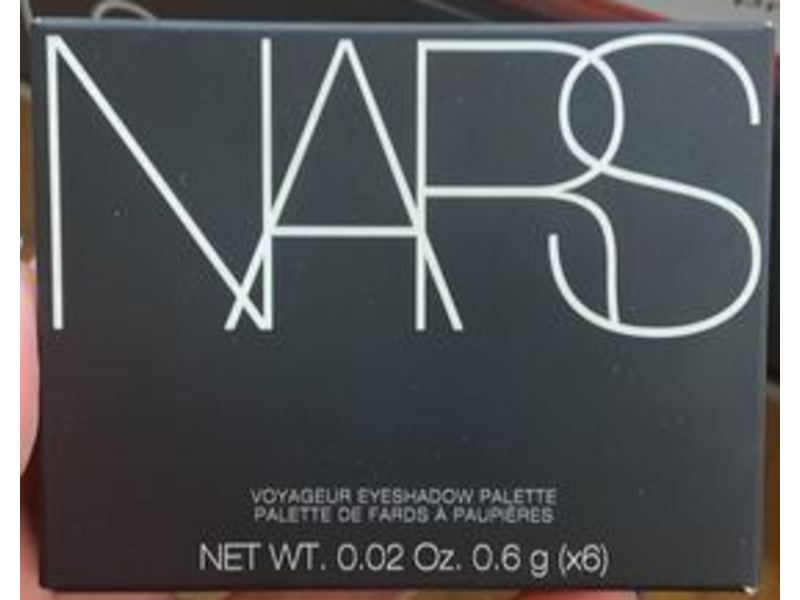 NARS
VOYAGEUR EYESHADOW PALETTE
PALETTE DE FARDS À PAUPIÈRES
NET WT. 0.02 Oz. 0.6 g (x6)